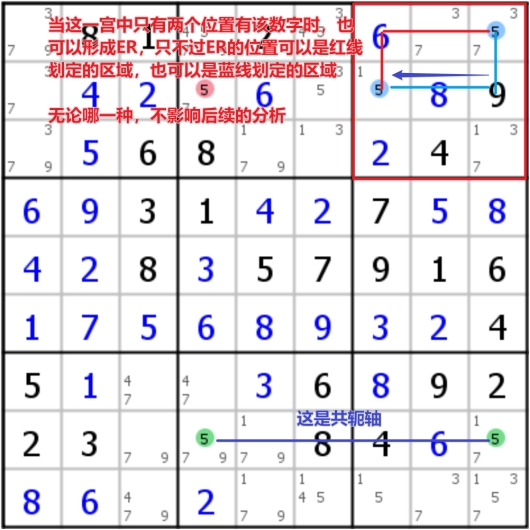 当这一宫中只有两个位置有该数字时，也
可以形成ER，只不过ER的位置可以是红线
划定的区域，也可以是蓝线划定的区域
无论哪一种，不影响后续的分析
7 9 8 1 2 6 3 7 3 5
7 4 2 5 6 5 1 5 8 9
3 7 9 5 6 8 1 7 9 1 3 2 4 1 7
6 9 3 1 4 2 7 5 8
4 2 8 3 5 7 9 1 6
1 7 5 6 8 9 3 2 4
5 1 4 7 4 7 3 6 8 9 2
这是共轭轴
2 3 7 9 5 7 9 1 7 9 8 4 6 1 5 7
8 6 4 7 9 2 1 7 9 1 4 5 1 5 3 7 1 3 5 7